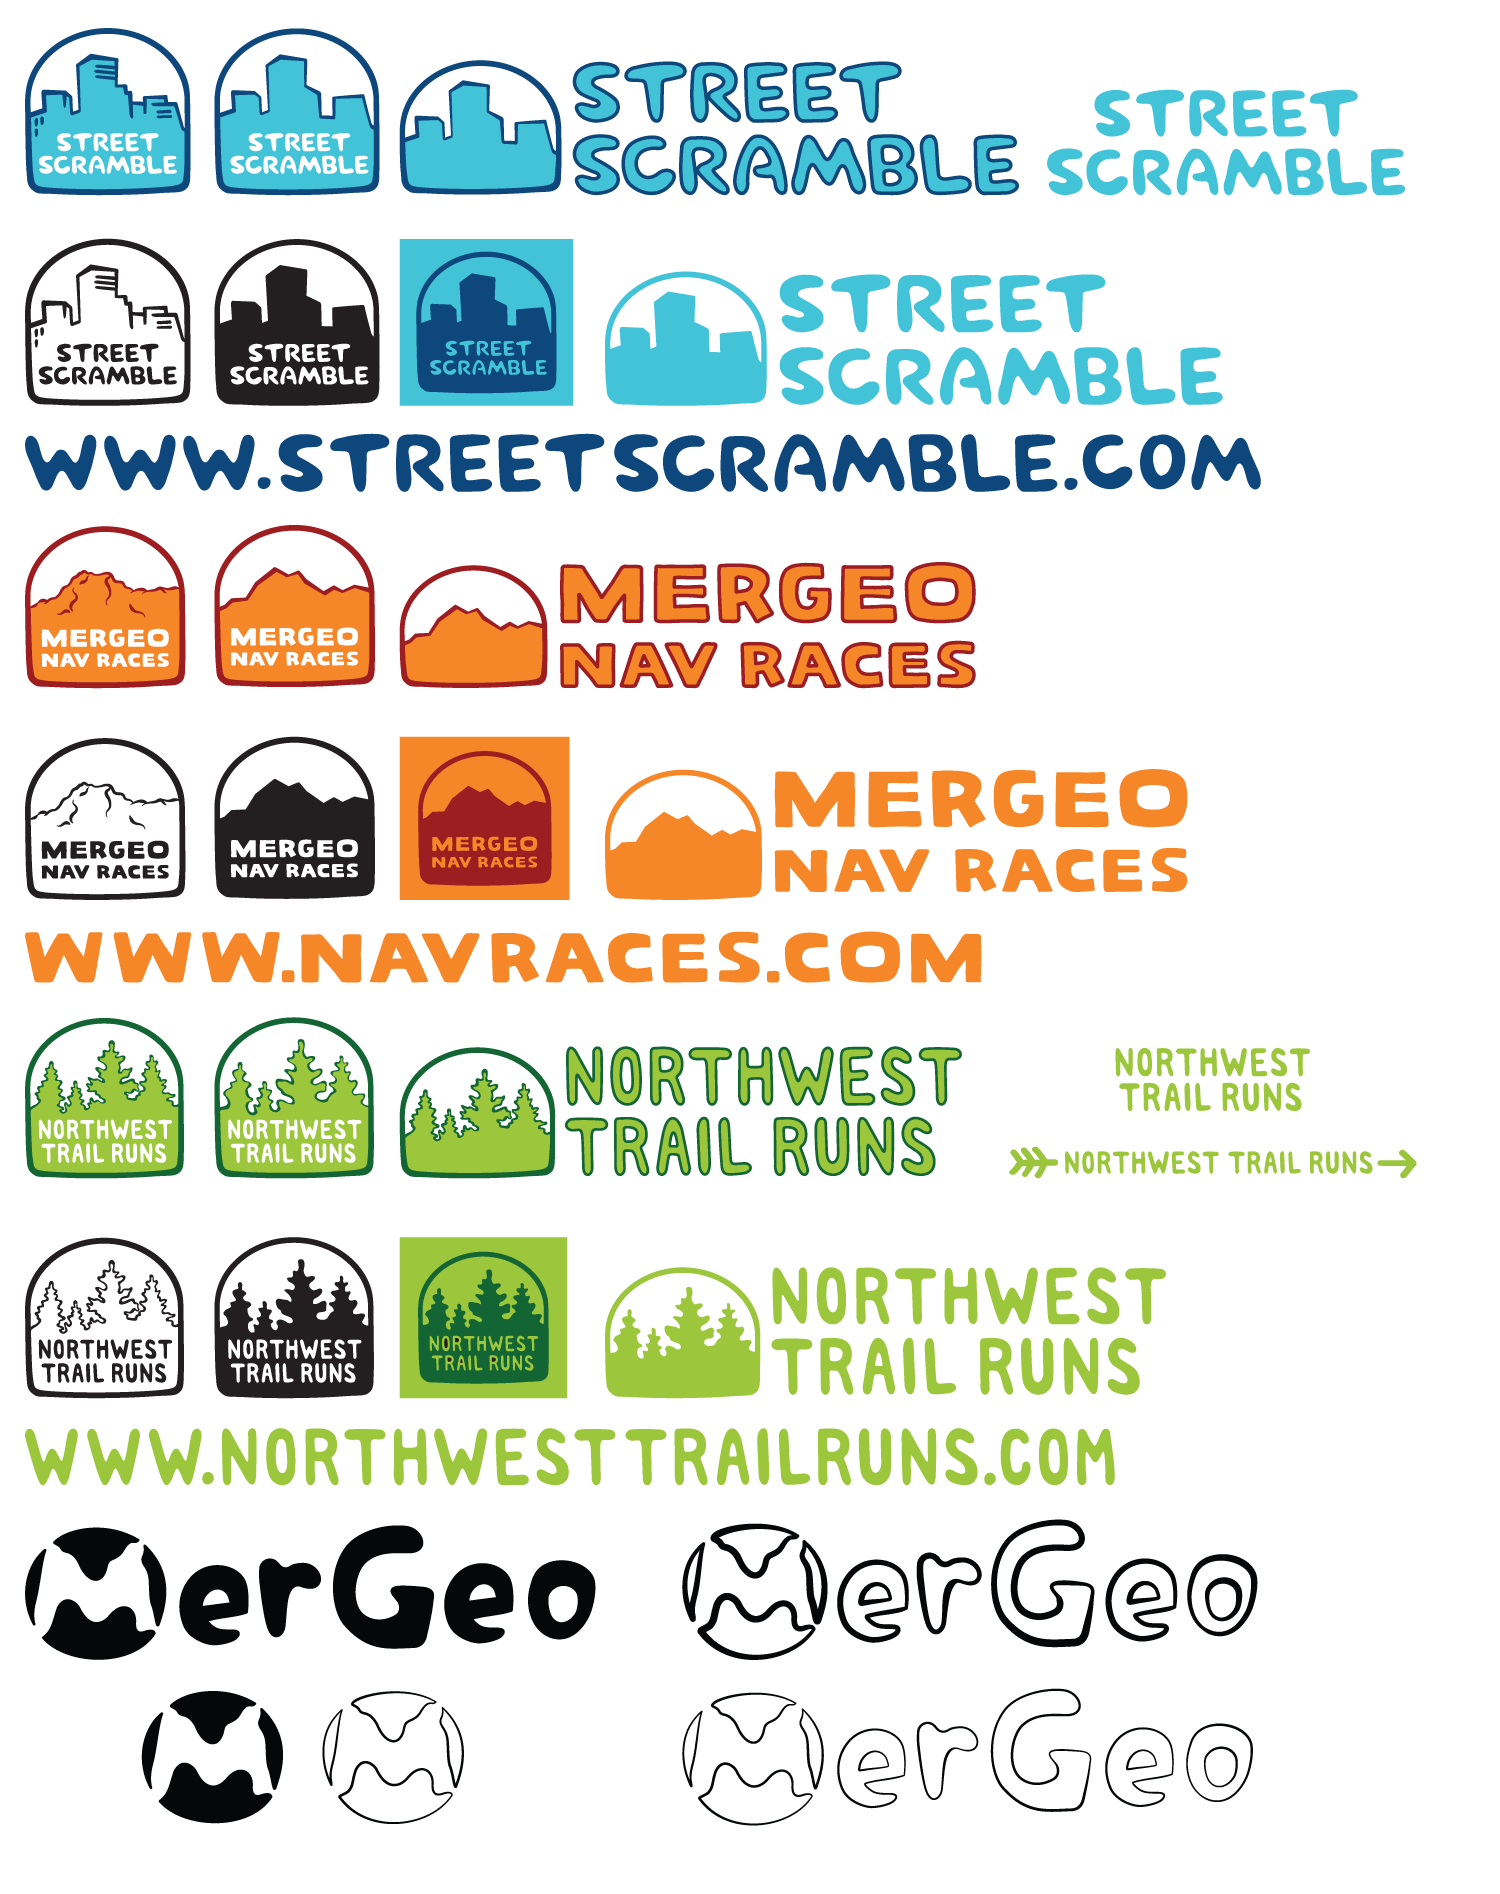 STREET
SCRAMBLE
STREET
SCRAMBLE
STREET
SCRAMBLE
STREET
SCRAMBLE
STREET
SCRAMBLE
STREET
SCRAMBLE
STREET
SCRAMBLE
STREET
SCRAMBLE
WWW.STREETSCRAMBLE.COM
MERGEO
NAV RACES
MERGEO
NAV RACES
MERGEO
NAV RACES
MERGEO
NAV RACES
MERGEO
NAV RACES
MERGEO
NAV RACES
MERGEO
NAV RACES
WWW.NAVRACES.COM
NORTHWEST
TRAIL RUNS
NORTHWEST
TRAIL RUNS
NORTHWEST
TRAIL RUNS
NORTHWEST
TRAIL RUNS
NORTHWEST TRAIL RUNS
NORTHWEST
TRAIL RUNS
NORTHWEST
TRAIL RUNS
NORTHWEST
TRAIL RUNS
NORTHWEST
TRAIL RUNS
WWW.NORTHWESTTRAILRUNS.COM
MerGeo
MerGeo
M
M
MerGeo